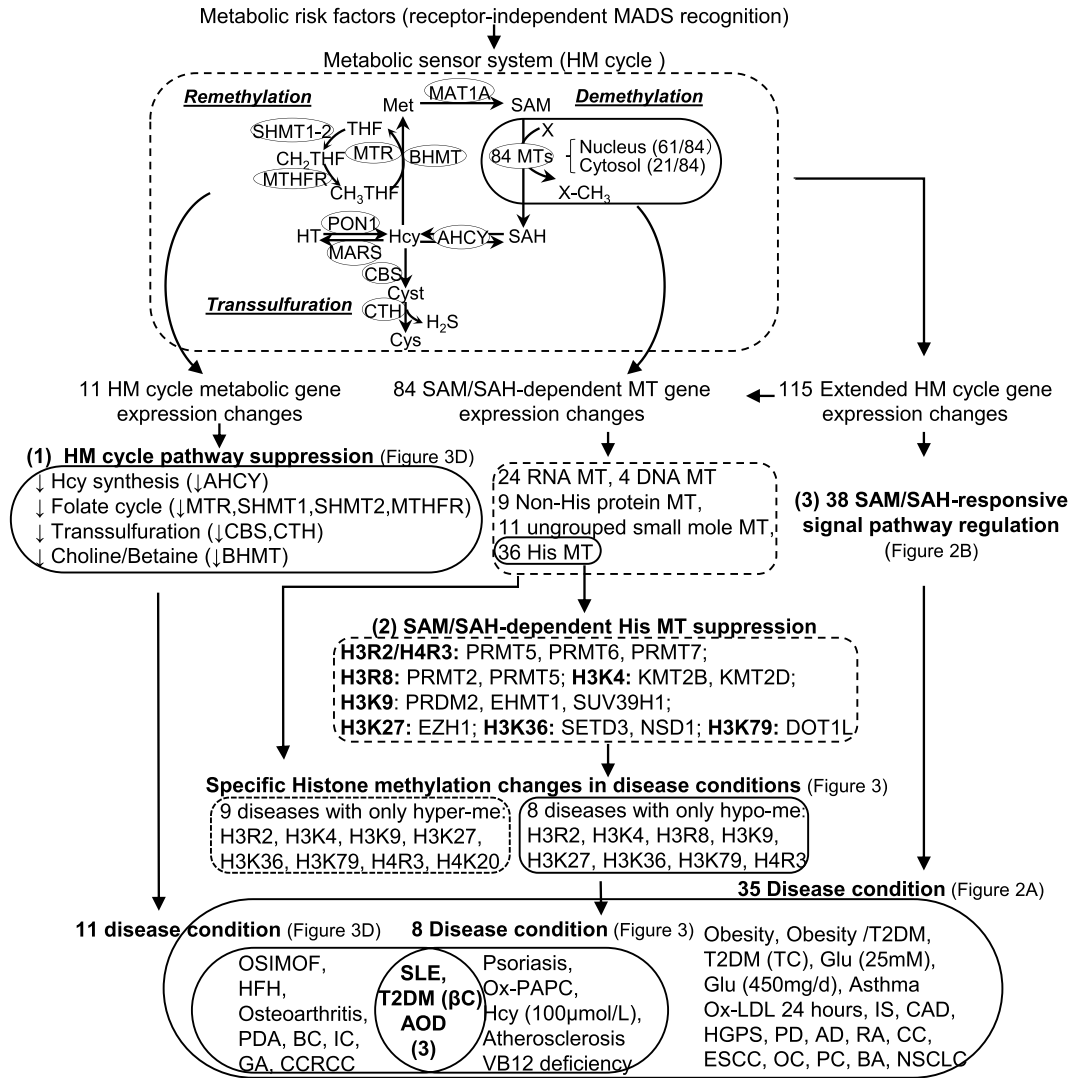 Metabolic risk factors (receptor-independent MADS recognition)
Metabolic sensor system (HM cycle )
Remethylation
Demethylation
Met
MAT1A
SAM
SHMT1-2
THF
X
CH2THF
MTR
BHMT
84 MTs
Nucleus (61/84)
Cytosol (21/84)
MTHFR
CH3THF
X-CH3
HT
PON1
MARS
Hcy
AHCY
SAH
CBS
Cyst
Transsulfuration
CTH
H2S
Cys
11 HM cycle metabolic gene
expression changes
84 SAM/SAH-dependent MT gene
expression changes
115 Extended HM cycle gene
expression changes
(1) HM cycle pathway suppression (Figure 3D)
↓ Hcy synthesis (↓AHCY)
↓ Folate cycle (↓MTR,SHMT1,SHMT2,MTHFR)
↓ Transsulfuration (↓CBS,CTH)
↓ Choline/Betaine (↓BHMT)
24 RNA MT, 4 DNA MT
9 Non-His protein MT,
11 ungrouped small mole MT,
36 His MT
(3) 38 SAM/SAH-responsive
signal pathway regulation
(Figure 2B)
(2) SAM/SAH-dependent His MT suppression
H3R2/H4R3: PRMT5, PRMT6, PRMT7;
H3R8: PRMT2, PRMT5; H3K4: KMT2B, KMT2D;
H3K9: PRDM2, EHMT1, SUV39H1;
H3K27: EZH1; H3K36: SETD3, NSD1; H3K79: DOT1L
Specific Histone methylation changes in disease conditions (Figure 3)
9 diseases with only hyper-me:
H3R2, H3K4, H3K9, H3K27,
H3K36, H3K79, H4R3, H4K20
8 diseases with only hypo-me:
H3R2, H3K4, H3R8, H3K9,
H3K27, H3K36, H3K79, H4R3
35 Disease condition (Figure 2A)
11 disease condition (Figure 3D)
8 Disease condition (Figure 3)
OSIMOF,
HFH,
Osteoarthritis,
PDA, BC, IC,
GA, CCRCC
SLE,
T2DM (βC)
AOD
(3)
Psoriasis,
Ox-PAPC,
Hcy (100μmol/L),
Atherosclerosis
VB12 deficiency
Obesity, Obesity /T2DM,
T2DM (TC), Glu (25mM),
Glu (450mg/d), Asthma
Ox-LDL 24 hours, IS, CAD,
HGPS, PD, AD, RA, CC,
ESCC, OC, PC, BA, NSCLC